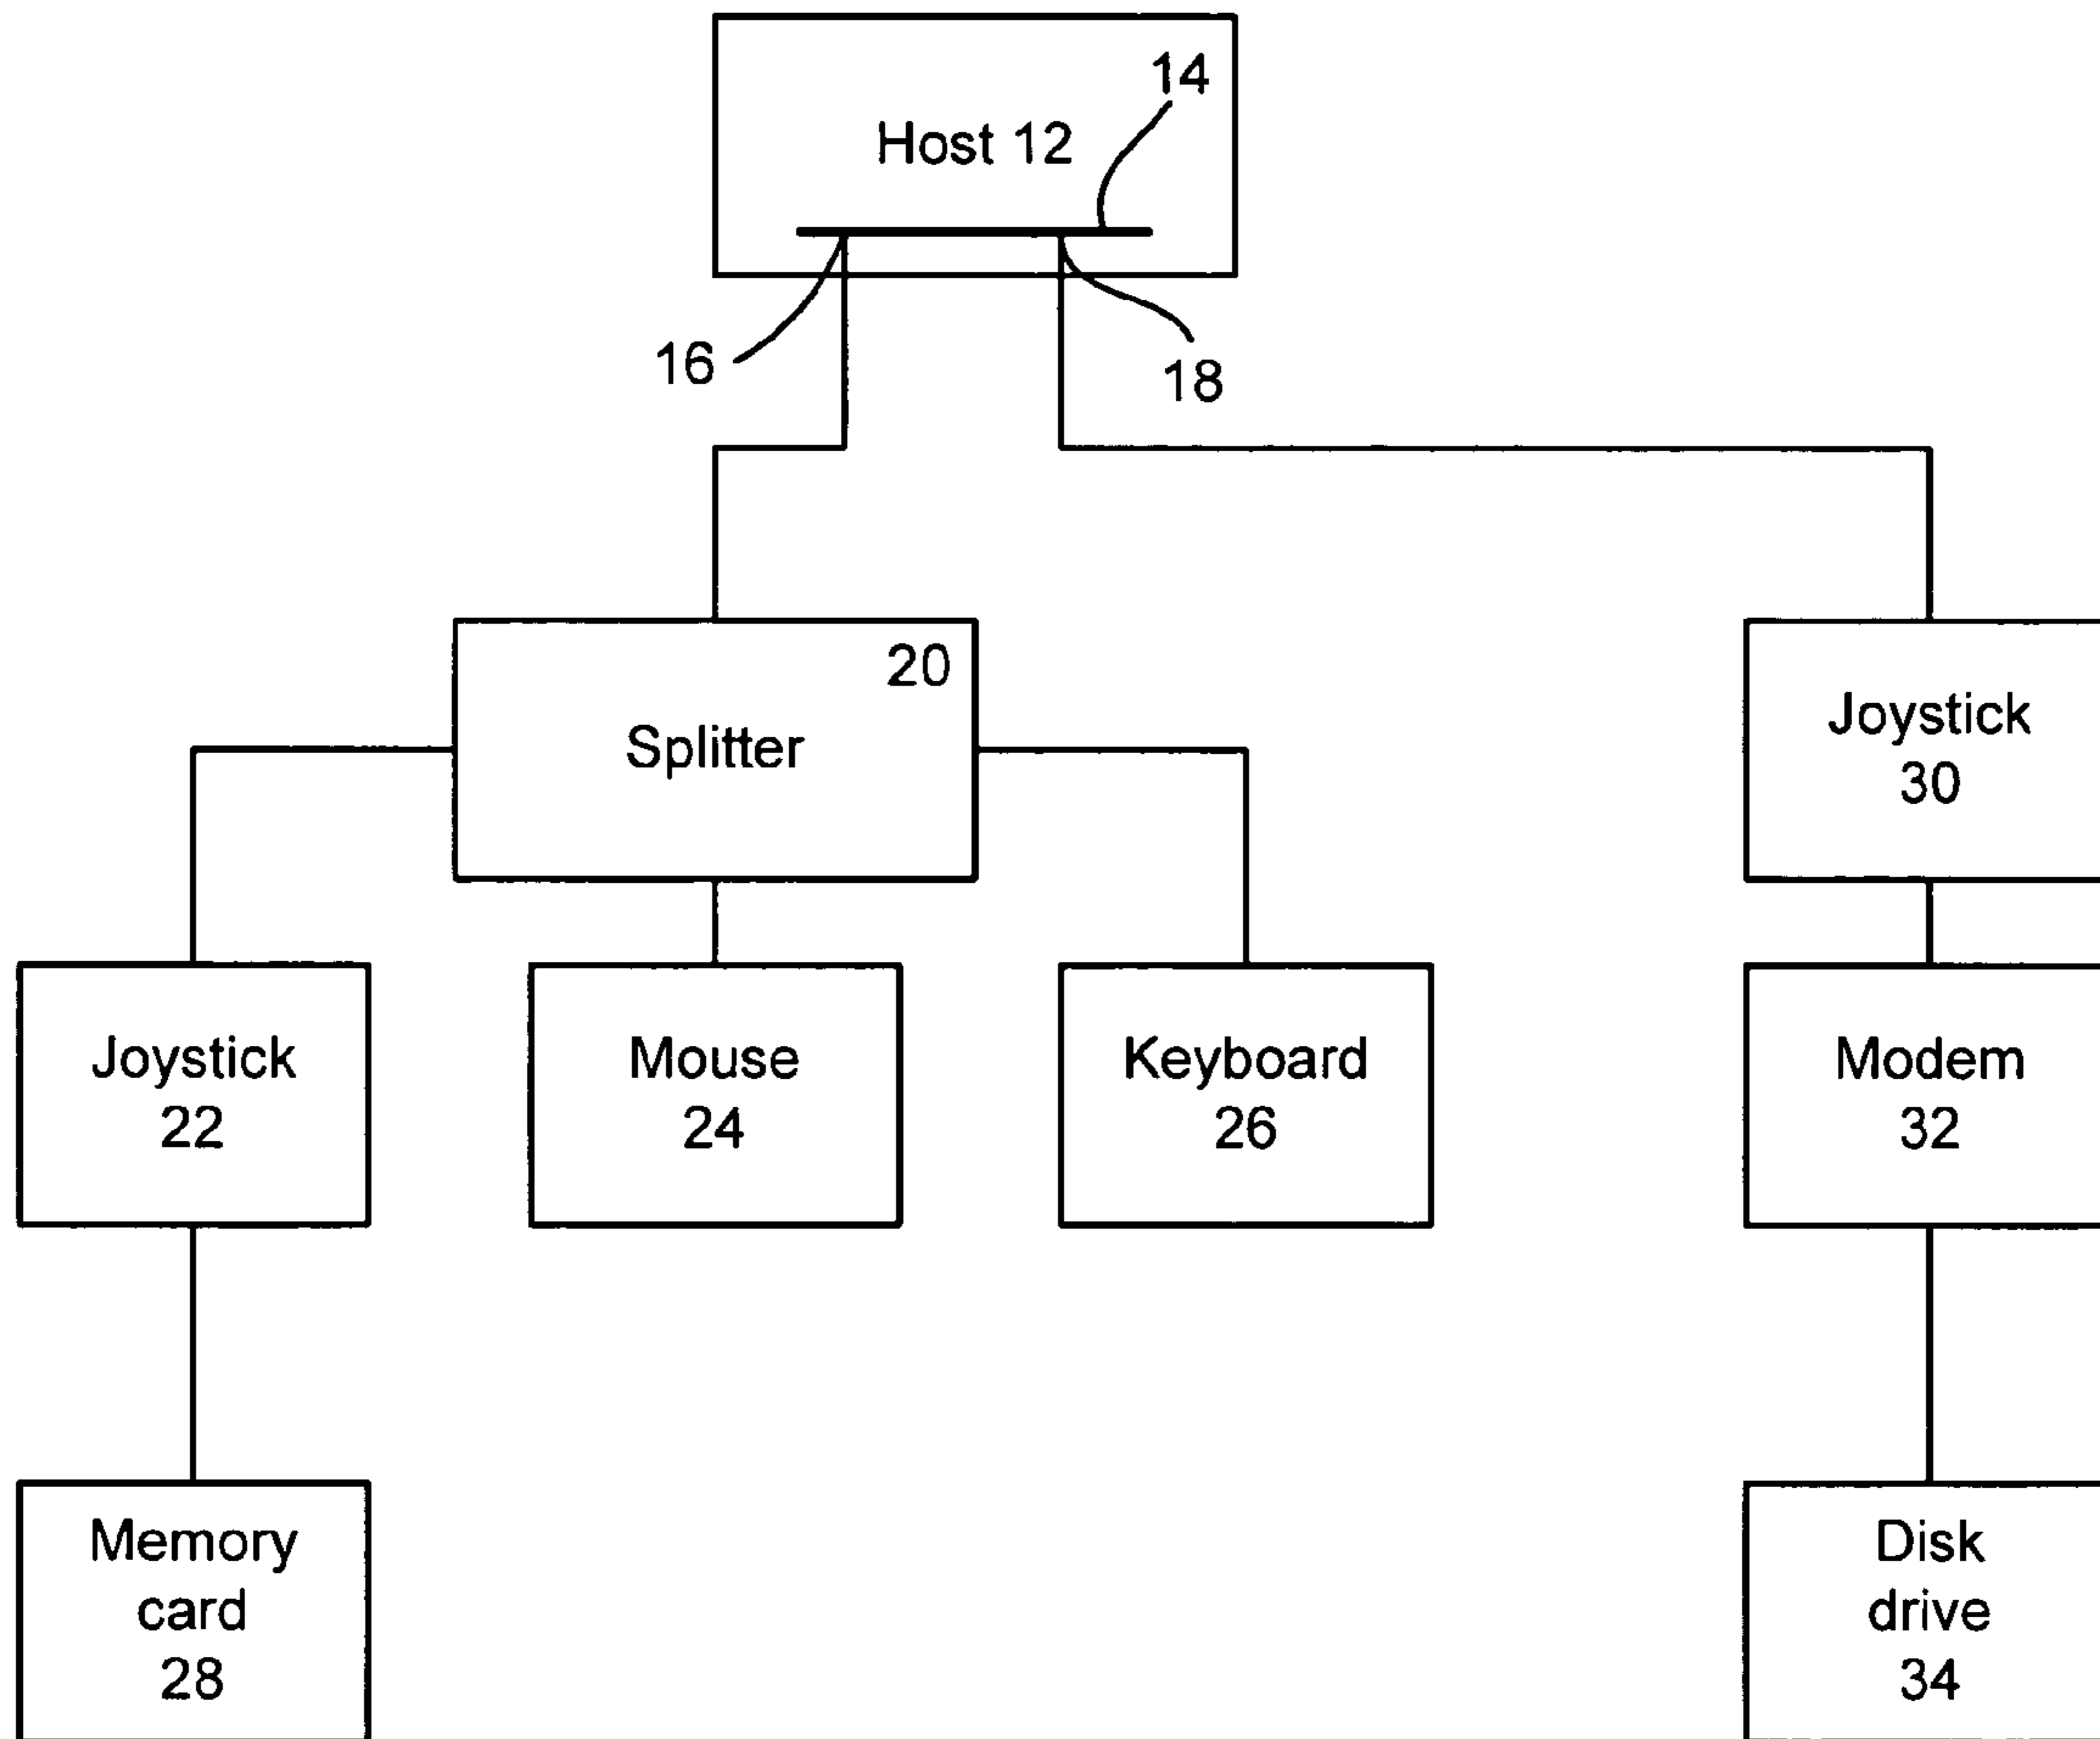 14
Host 12
16
18
20
Splitter
Joystick
30
Joystick
22
Mouse
24
Keyboard
26
Modem
32
Memory
card
28
Disk
drive
34